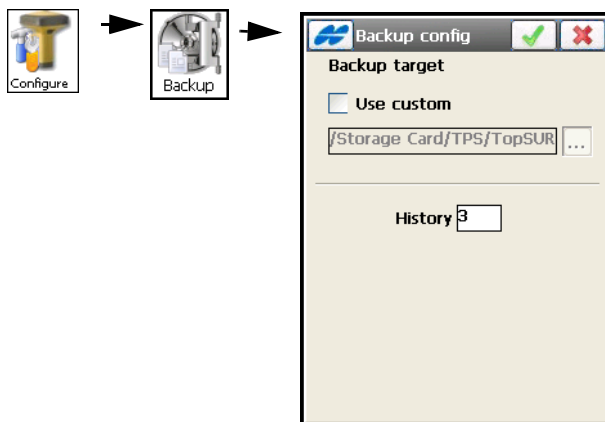 Configure
Backup
Backup config
Backup target
Use custom
/Storage Card/TPS/TopSUR
...
History 3